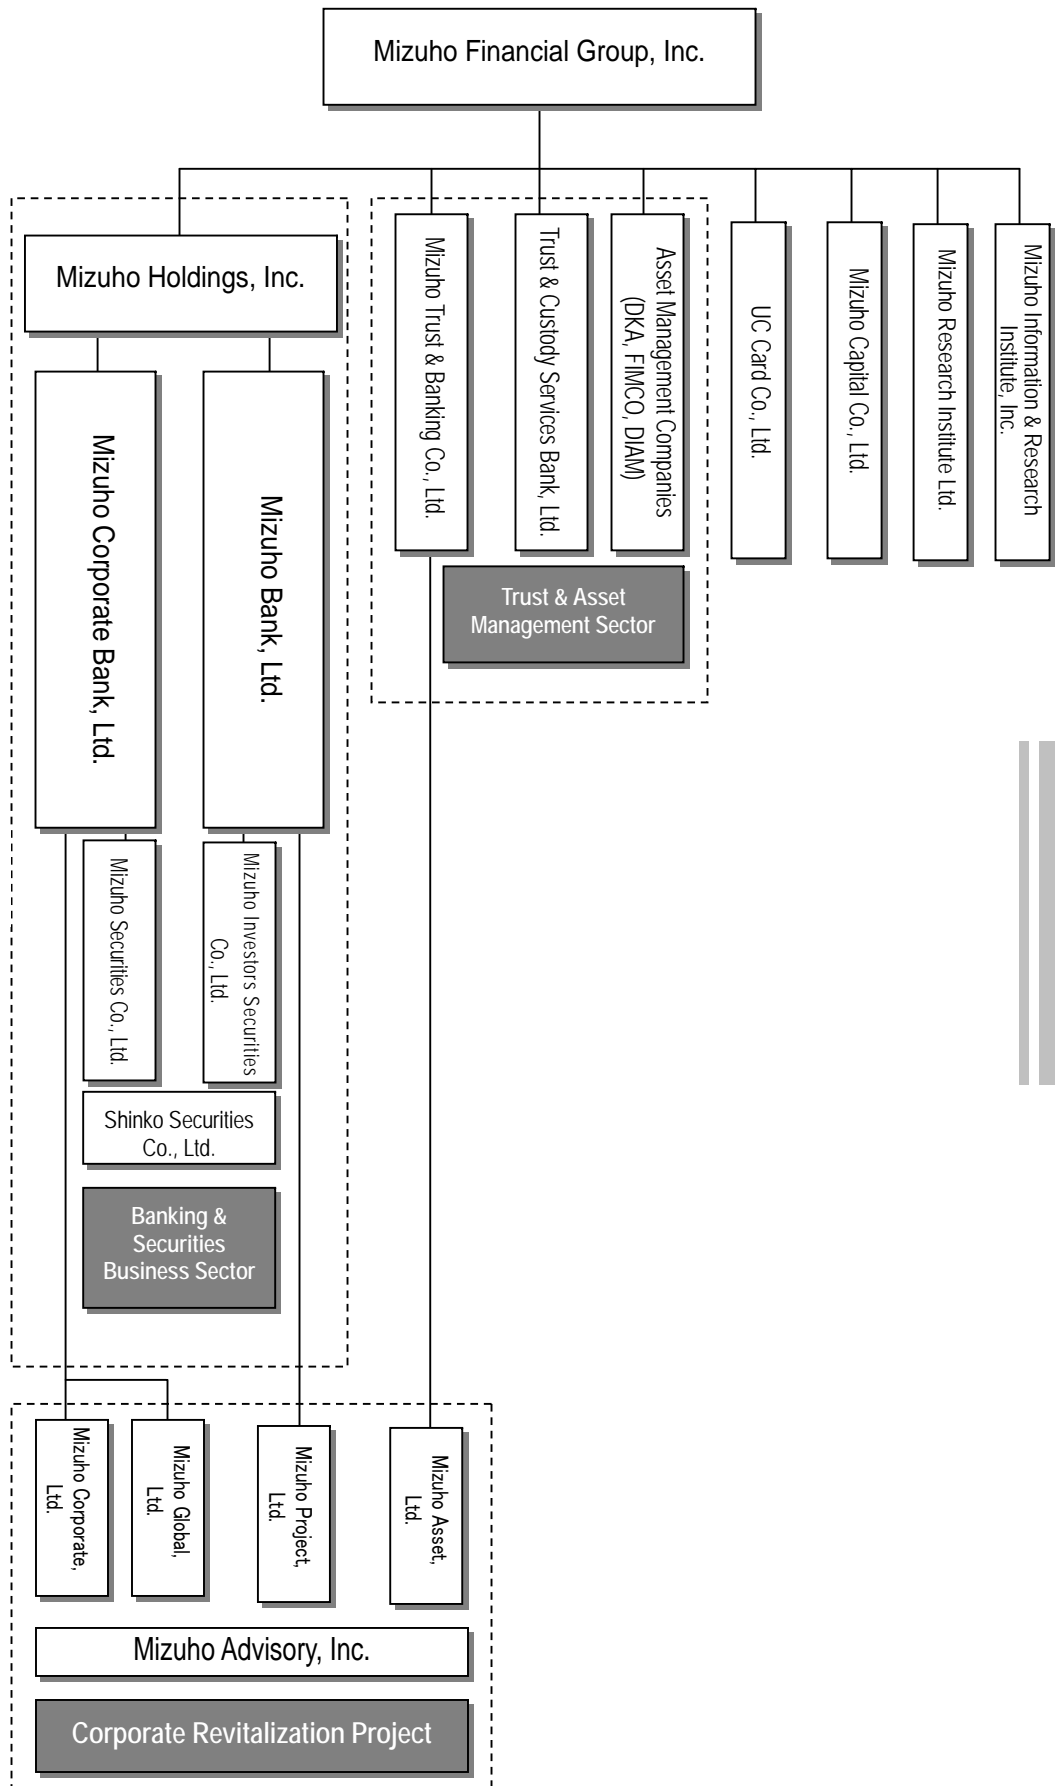 Mizuho Financial Group, Inc.
Mizuho Holdings, Inc.
Mizuho Trust & Banking Co., Ltd.
Trust & Custody Services Bank, Ltd.
Asset Management Companies
(DKA, FIMCO, DIAM)
UC Card Co., Ltd.
Mizuho Capital Co., Ltd.
Mizuho Research Institute Ltd.
Mizuho Information & Research
Institute, Inc.
Mizuho Corporate Bank, Ltd.
Mizuho Bank, Ltd.
Trust & Asset
Management Sector
Mizuho Securities Co., Ltd.
Mizuho Investors Securities
Co., Ltd.
Shinko Securities
Co., Ltd.
Banking &
Securities
Business Sector
Mizuho Corporate,
Ltd.
Mizuho Global,
Ltd.
Mizuho Project,
Ltd.
Mizuho Asset,
Ltd.
Mizuho Advisory, Inc.
Corporate Revitalization Project